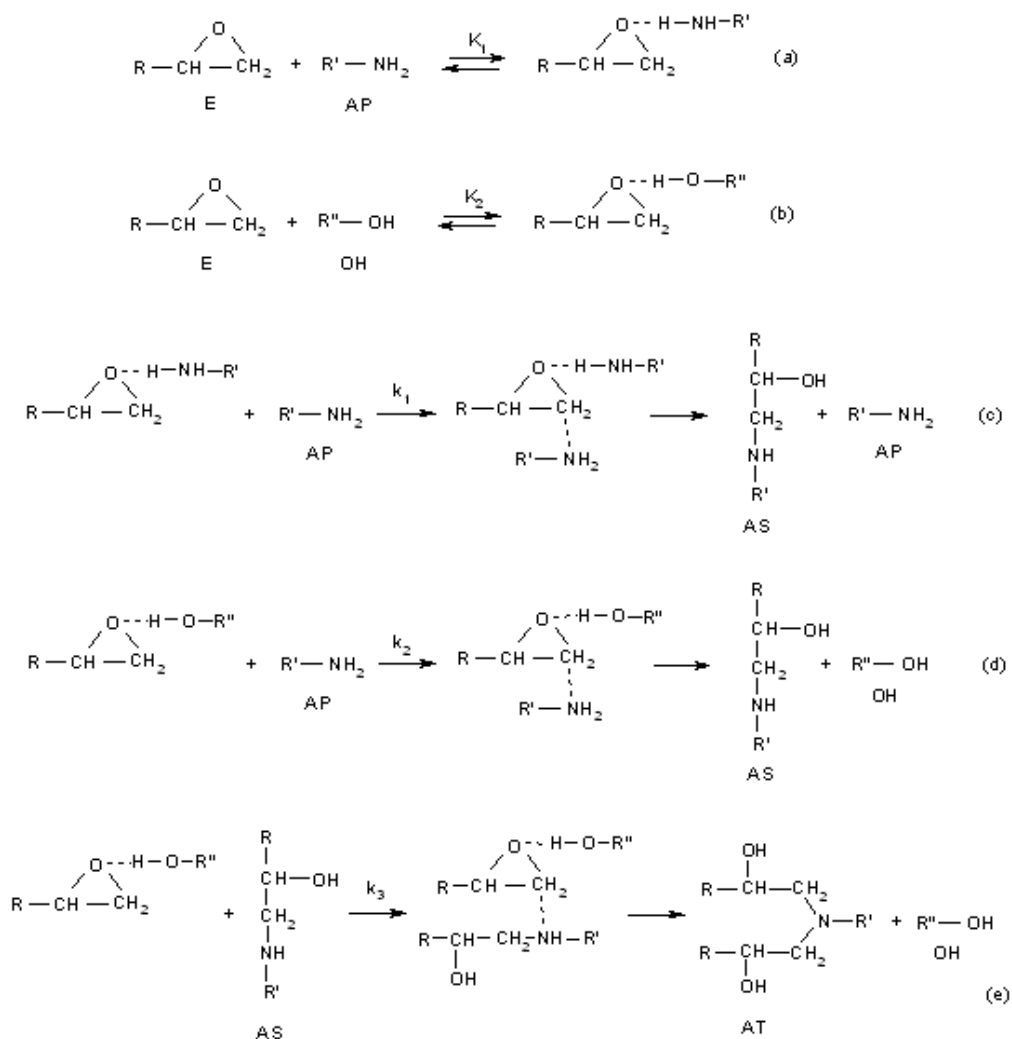 O O -- H — NH — R'
R — CH — CH₂ + R' — NH₂ K₁ R — CH — CH₂ (a)
E AP
O O -- H — O — R"
R — CH — CH₂ + R" — OH K₂ R — CH — CH₂ (b)
E OH
O -- H — NH — R' O -- H — NH — R' R
R — CH — CH₂ + R' — NH₂ k₁ R — CH — CH₂ CH — OH + R' — NH₂ (c)
AP R' — NH₂ CH₂ AP
NH
R'
AS
O -- H — O — R" O -- H — O — R" R
R — CH — CH₂ + R' — NH₂ k₂ R — CH — CH₂ CH — OH + R" — OH (d)
AP R' — NH₂ CH₂ OH
NH
R'
AS
O -- H — O — R" R O -- H — O — R" OH
R — CH — CH₂ + CH — OH k₃ R — CH — CH₂ R — CH — CH₂
CH₂ R — CH — CH₂ — NH — R' N — R' + R" — OH
NH OH R — CH — CH₂ OH
R' OH (e)
AS AT